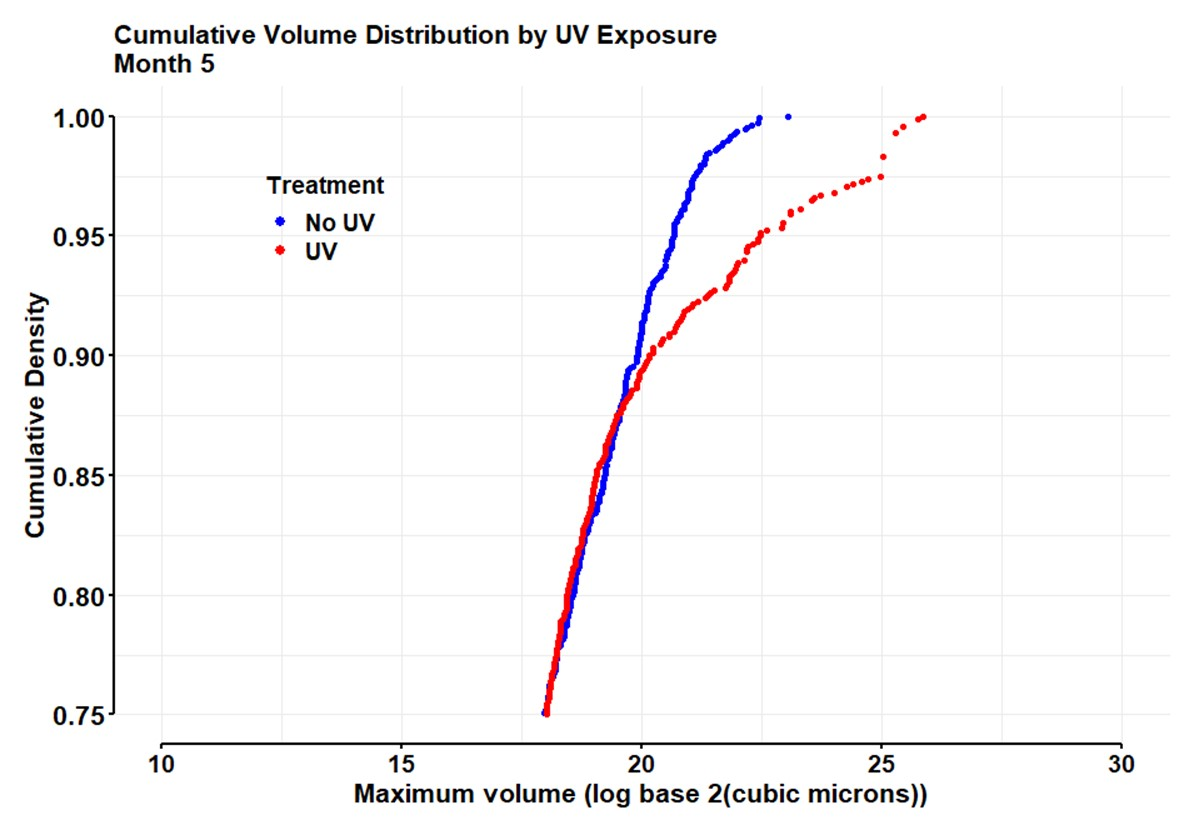 Cumulative Volume Distribution by UV Exposure
Month 5
1.00
0.95
0.90
0.85
0.80
0.75
Cumulative Density
Treatment
No UV
UV
10 15 20 25 30
Maximum volume (log base 2(cubic microns))